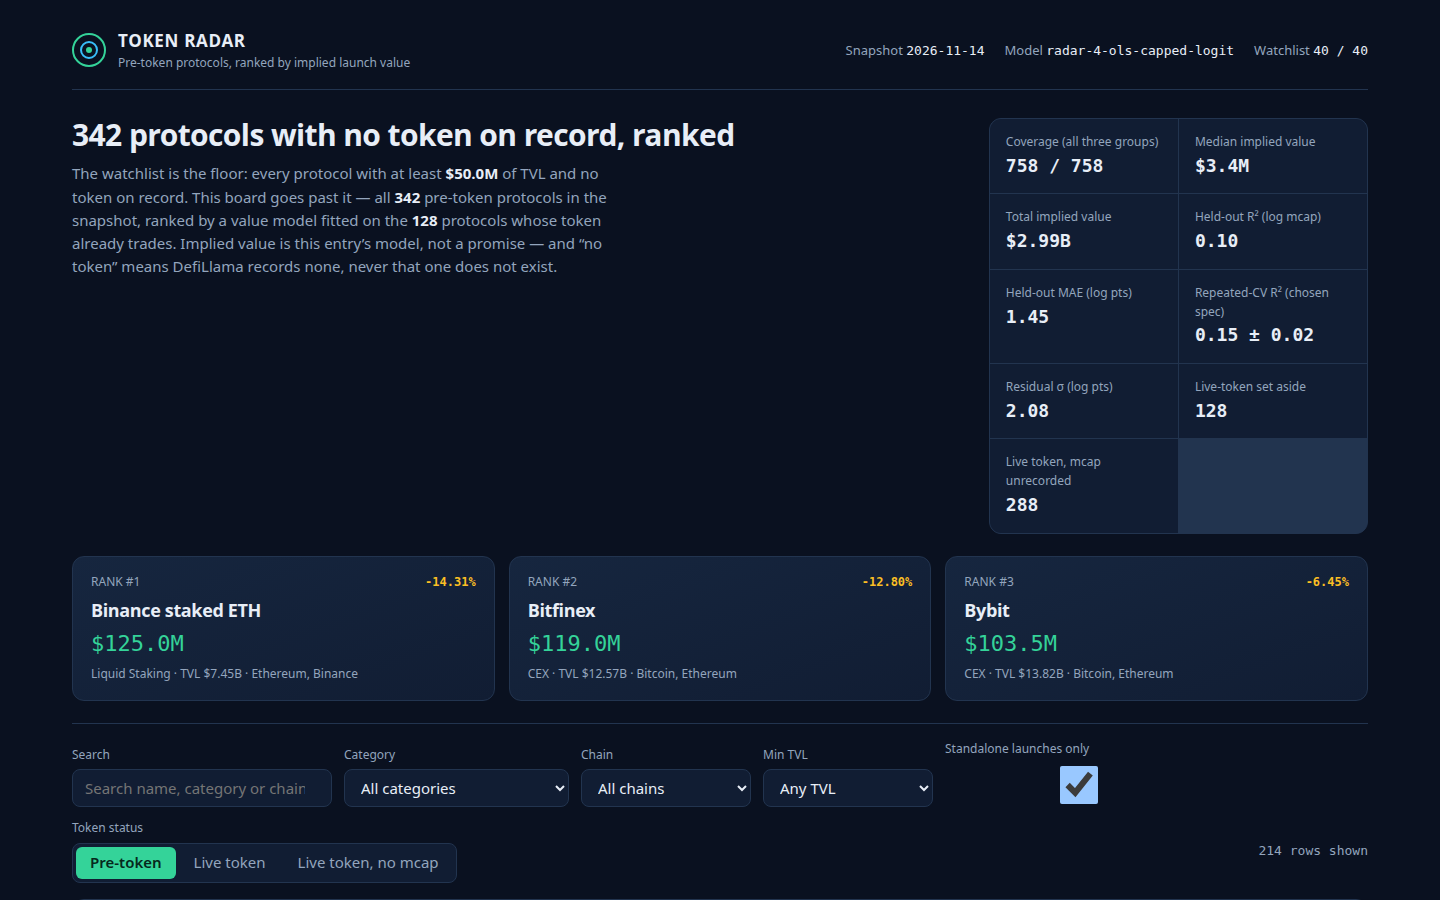 TOKEN RADAR
Pre-token protocols, ranked by implied launch value
Snapshot 2026-11-14 Model radar-4-ols-capped-logit Watchlist 40 / 40
342 protocols with no token on record, ranked
The watchlist is the floor: every protocol with at least $50.0M of TVL and no
token on record. This board goes past it — all 342 pre-token protocols in the
snapshot, ranked by a value model fitted on the 128 protocols whose token
already trades. Implied value is this entry’s model, not a promise — and “no
token” means DefiLlama records none, never that one does not exist.
Coverage (all three groups)
758 / 758
Median implied value
$3.4M
Total implied value
$2.99B
Held-out R² (log mcap)
0.10
Held-out MAE (log pts)
1.45
Repeated-CV R² (chosen
spec)
0.15 ± 0.02
Residual σ (log pts)
2.08
Live-token set aside
128
Live token, mcap
unrecorded
288
RANK #1 -14.31%
Binance staked ETH
$125.0M
Liquid Staking · TVL $7.45B · Ethereum, Binance
RANK #2 -12.80%
Bitfinex
$119.0M
CEX · TVL $12.57B · Bitcoin, Ethereum
RANK #3 -6.45%
Bybit
$103.5M
CEX · TVL $13.82B · Bitcoin, Ethereum
Search
Search name, category or chain
Category
All categories
Chain
All chains
Min TVL
Any TVL
Standalone launches only
Token status
Pre-token Live token Live token, no mcap
214 rows shown